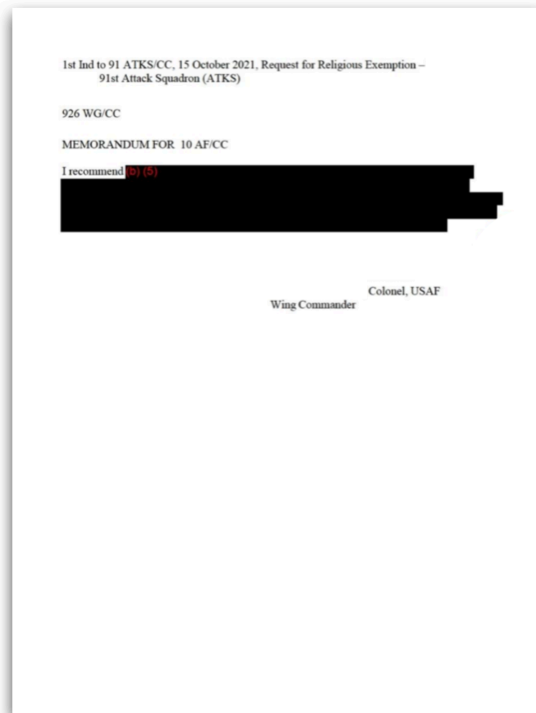 1st Ind to 91 ATKS/CC, 15 October 2021, Request for Religious Exemption –
91st Attack Squadron (ATKS)
926 WG/CC
MEMORANDUM FOR 10 AF/CC
I recommend (b) (5)
Colonel, USAF
Wing Commander